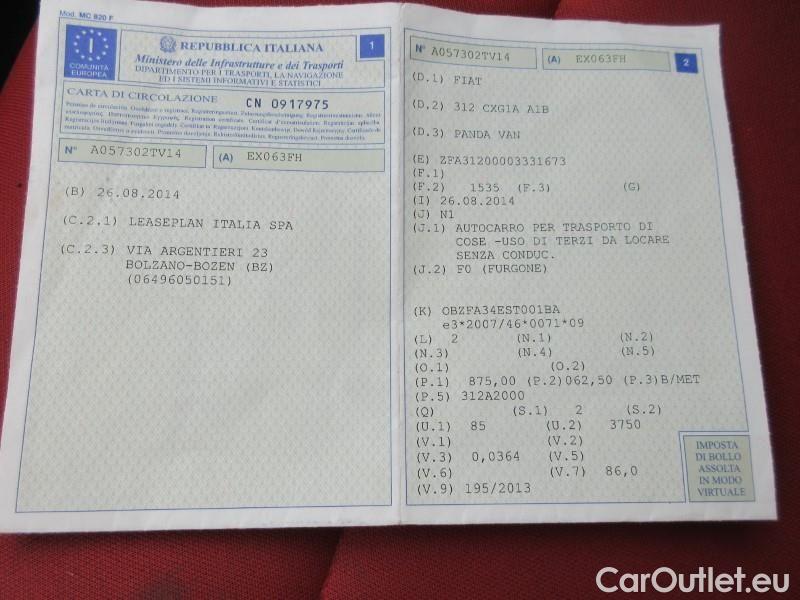 Mod. MC 820 F
I
COMUNITÀ
EUROPEA
REPUBBLICA ITALIANA
1
Ministero delle Infrastrutture e dei Trasporti
DIPARTIMENTO PER I TRASPORTI, LA NAVIGAZIONE
ED I SISTEMI INFORMATIVI E STATISTICI
CARTA DI CIRCOLAZIONE CN 0917975
N° A057302TV14 (A) EX063FH
(B) 26.08.2014
(C.2.1) LEASEPLAN ITALIA SPA
(C.2.3) VIA ARGENTIERI 23
BOLZANO-BOZEN (BZ)
(06496050151)
N° A057302TV14 (A) EX063FH 2
(D.1) FIAT
(D.2) 312 CXG1A A1B
(D.3) PANDA VAN
(E) ZFA31200003331673
(F.1)
(F.2) 1535 (F.3) (G)
(I) 26.08.2014
(J) N1
(J.1) AUTOCARRO PER TRASPORTO DI
COSE -USO DI TERZI DA LOCARE
SENZA CONDUC.
(J.2) F0 (FURGONE)
(K) OBZFA34EST001BA
e3*2007/46*0071*09
(L) 2 (N.1) (N.2)
(N.3) (N.4) (N.5)
(O.1) (O.2)
(P.1) 875,00 (P.2)062,50 (P.3)B/MET
(P.5) 312A2000
(Q) (S.1) 2 (S.2)
(U.1) 85 (U.2) 3750
(V.1) (V.2)
(V.3) 0,0364 (V.5)
(V.6) (V.7) 86,0
(V.9) 195/2013
IMPOSTA
DI BOLLO
ASSOLTA
IN MODO
VIRTUALE
CarOutlet.eu